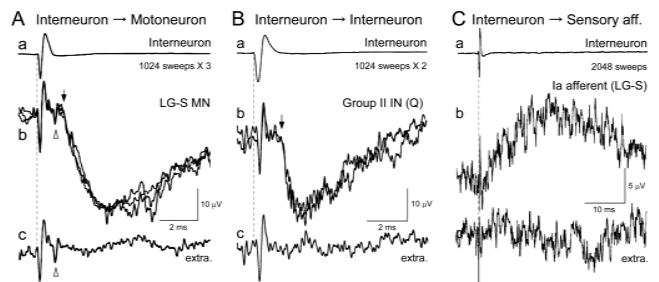 A Interneuron → Motoneuron
a
Interneuron
1024 sweeps X 3
LG-S MN
b
10 μV
2 ms
c
extra.
B Interneuron → Interneuron
a
Interneuron
1024 sweeps X 2
Group II IN (Q)
b
10 μV
2 ms
c
extra.
C Interneuron → Sensory aff.
a
Interneuron
2048 sweeps
Ia afferent (LG-S)
b
5 μV
10 ms
extra.